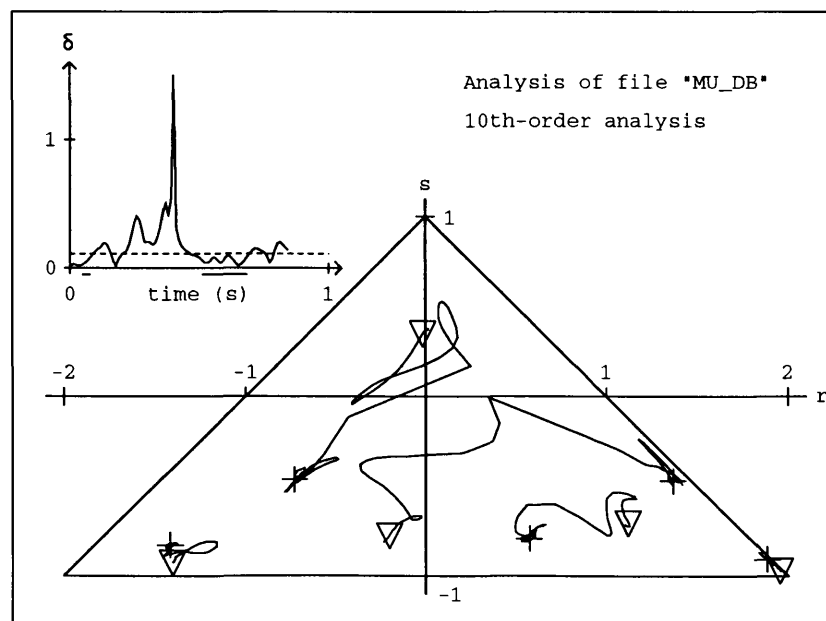 δ
Analysis of file "MU_DB"
10th-order analysis
1
0
0
time (s)
1
s
1
-2
-1
1
2
r
-1